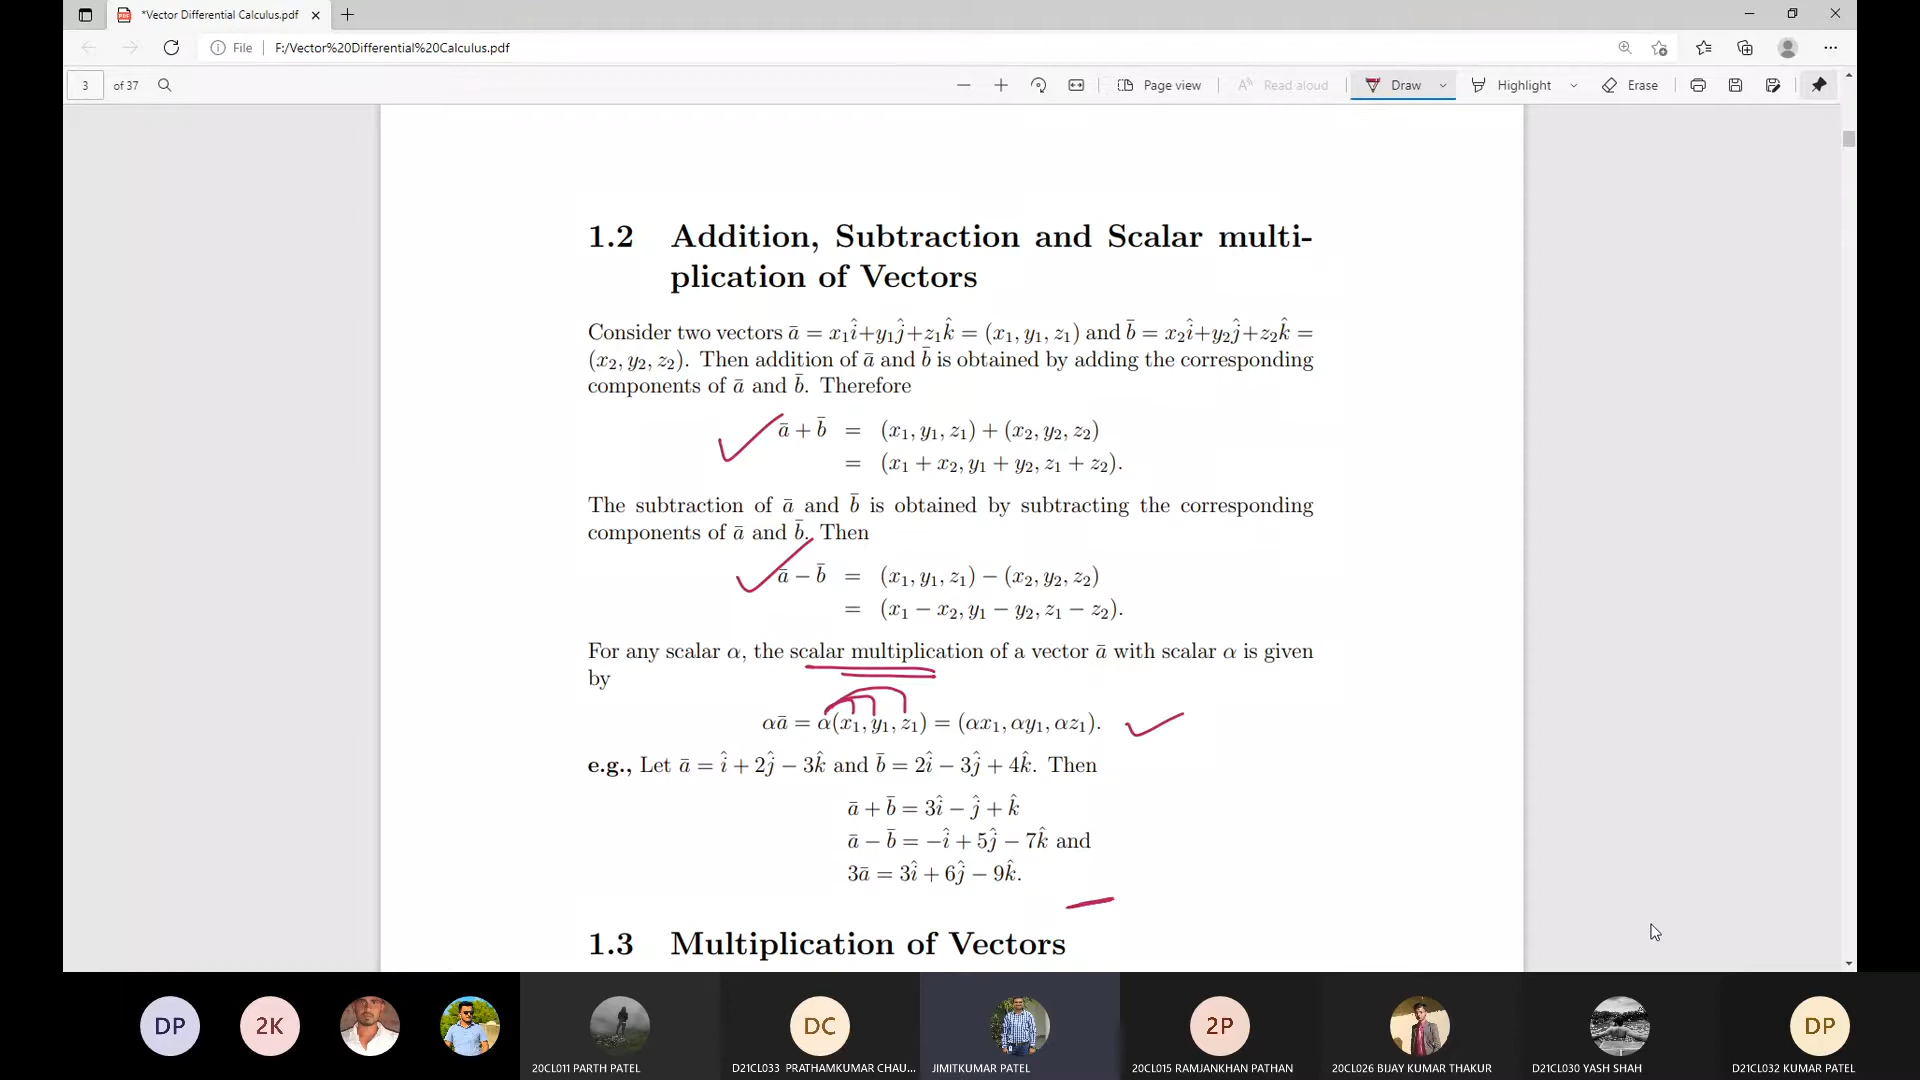 *Vector Differential Calculus.pdf
File F:/Vector%20Differential%20Calculus.pdf
3 of 37 Page view Read aloud Draw Highlight Erase
1.2 Addition, Subtraction and Scalar multi-
plication of Vectors
Consider two vectors ā = x₁î+y₁ĵ+z₁k̂ = (x₁, y₁, z₁) and b̄ = x₂î+y₂ĵ+z₂k̂ =
(x₂, y₂, z₂). Then addition of ā and b̄ is obtained by adding the corresponding
components of ā and b̄. Therefore
ā + b̄ = (x₁, y₁, z₁) + (x₂, y₂, z₂)
= (x₁ + x₂, y₁ + y₂, z₁ + z₂).
The subtraction of ā and b̄ is obtained by subtracting the corresponding
components of ā and b̄. Then
ā − b̄ = (x₁, y₁, z₁) − (x₂, y₂, z₂)
= (x₁ − x₂, y₁ − y₂, z₁ − z₂).
For any scalar α, the scalar multiplication of a vector ā with scalar α is given
by
αā = α(x₁, y₁, z₁) = (αx₁, αy₁, αz₁).
e.g., Let ā = î + 2ĵ − 3k̂ and b̄ = 2î − 3ĵ + 4k̂. Then
ā + b̄ = 3î − ĵ + k̂
ā − b̄ = −î + 5ĵ − 7k̂ and
3ā = 3î + 6ĵ − 9k̂.
1.3 Multiplication of Vectors
DP 2K DC 2P DP
20CL011 PARTH PATEL D21CL033 PRATHAMKUMAR CHAU... JIMITKUMAR PATEL 20CL015 RAMJANKHAN PATHAN 20CL026 BIJAY KUMAR THAKUR D21CL030 YASH SHAH D21CL032 KUMAR PATEL